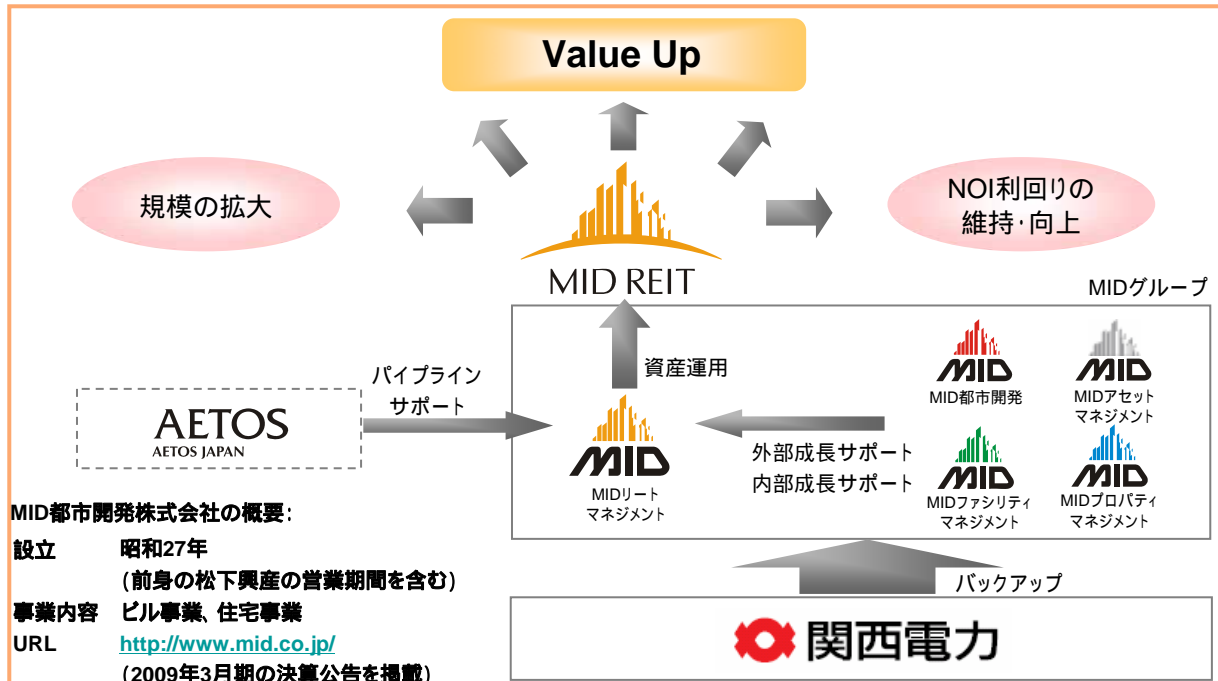 Value Up
規模の拡大
NOI利回りの
維持・向上
MID REIT
MIDグループ
資産運用
パイプライン
サポート
AETOS
AETOS JAPAN
MID
MIDリート
マネジメント
外部成長サポート
内部成長サポート
MID
MID都市開発
MID
MIDアセット
マネジメント
MID
MIDファシリティ
マネジメント
MID
MIDプロパティ
マネジメント
バックアップ
関西電力
MID都市開発株式会社の概要:
設立 昭和27年
(前身の松下興産の営業期間を含む)
事業内容 ビル事業、住宅事業
URL http://www.mid.co.jp/
(2009年3月期の決算公告を掲載)